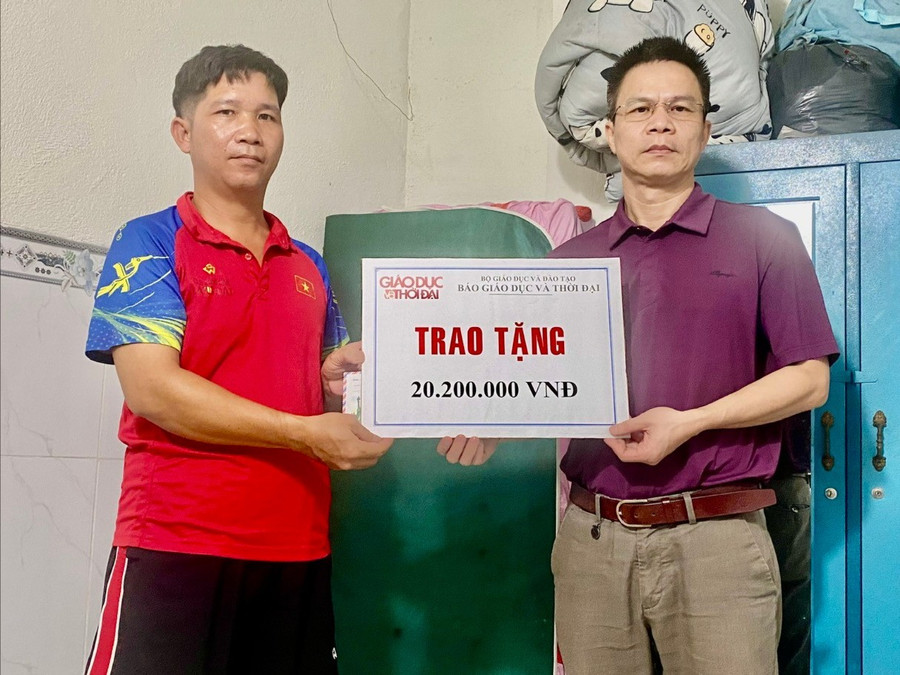 puppy
GIÁO DỤC
& THỜI ĐẠI
BỘ GIÁO DỤC VÀ ĐÀO TẠO
BÁO GIÁO DỤC VÀ THỜI ĐẠI
TRAO TẶNG
20.200.000 VNĐ